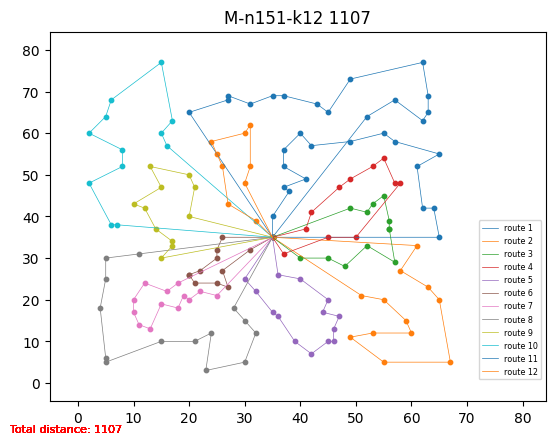 M-n151-k12 1107
80
70
60
50
40
30
20
10
0
route 1
route 2
route 3
route 4
route 5
route 6
route 7
route 8
route 9
route 10
route 11
route 12
0 10 20 30 40 50 60 70 80
Total distance: 1107